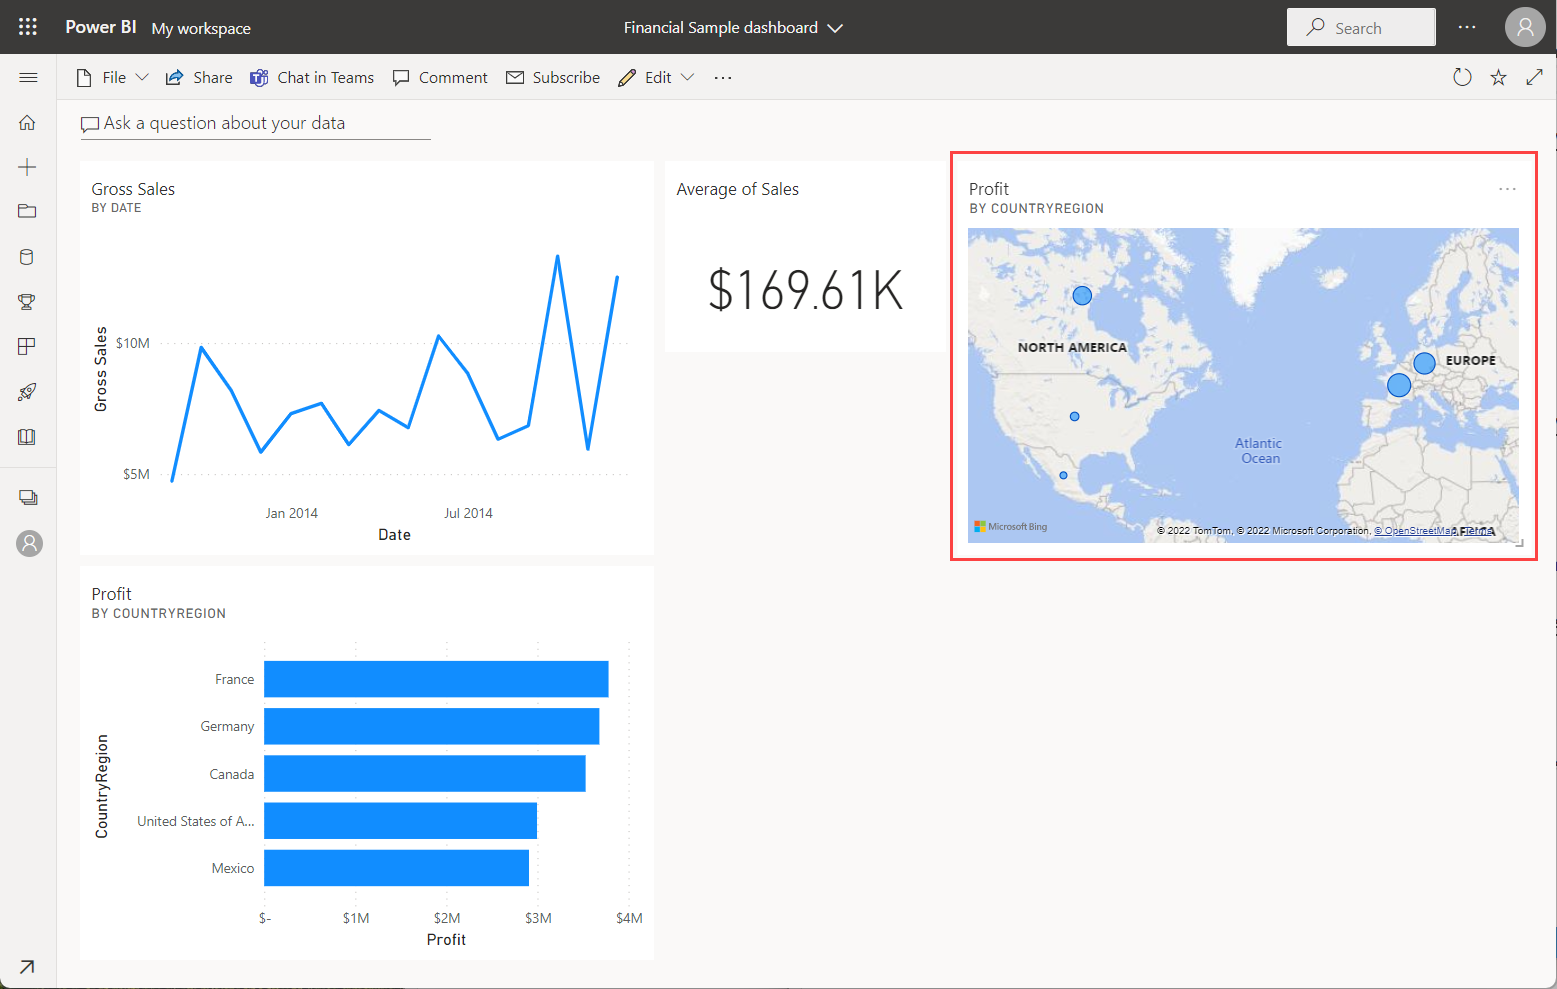 Power BI My workspace
Financial Sample dashboard
Search
File
Share
Chat in Teams
Comment
Subscribe
Edit
Ask a question about your data
Gross Sales
BY DATE
Gross Sales
$10M
$5M
Jan 2014
Jul 2014
Date
Average of Sales
$169.61K
Profit
BY COUNTRYREGION
NORTH AMERICA
EUROPE
Atlantic
Ocean
AFRICA
Microsoft Bing
© 2022 TomTom, © 2022 Microsoft Corporation, © OpenStreetMap Terms
Profit
BY COUNTRYREGION
CountryRegion
France
Germany
Canada
United States of A...
Mexico
$-
$1M
$2M
$3M
$4M
Profit